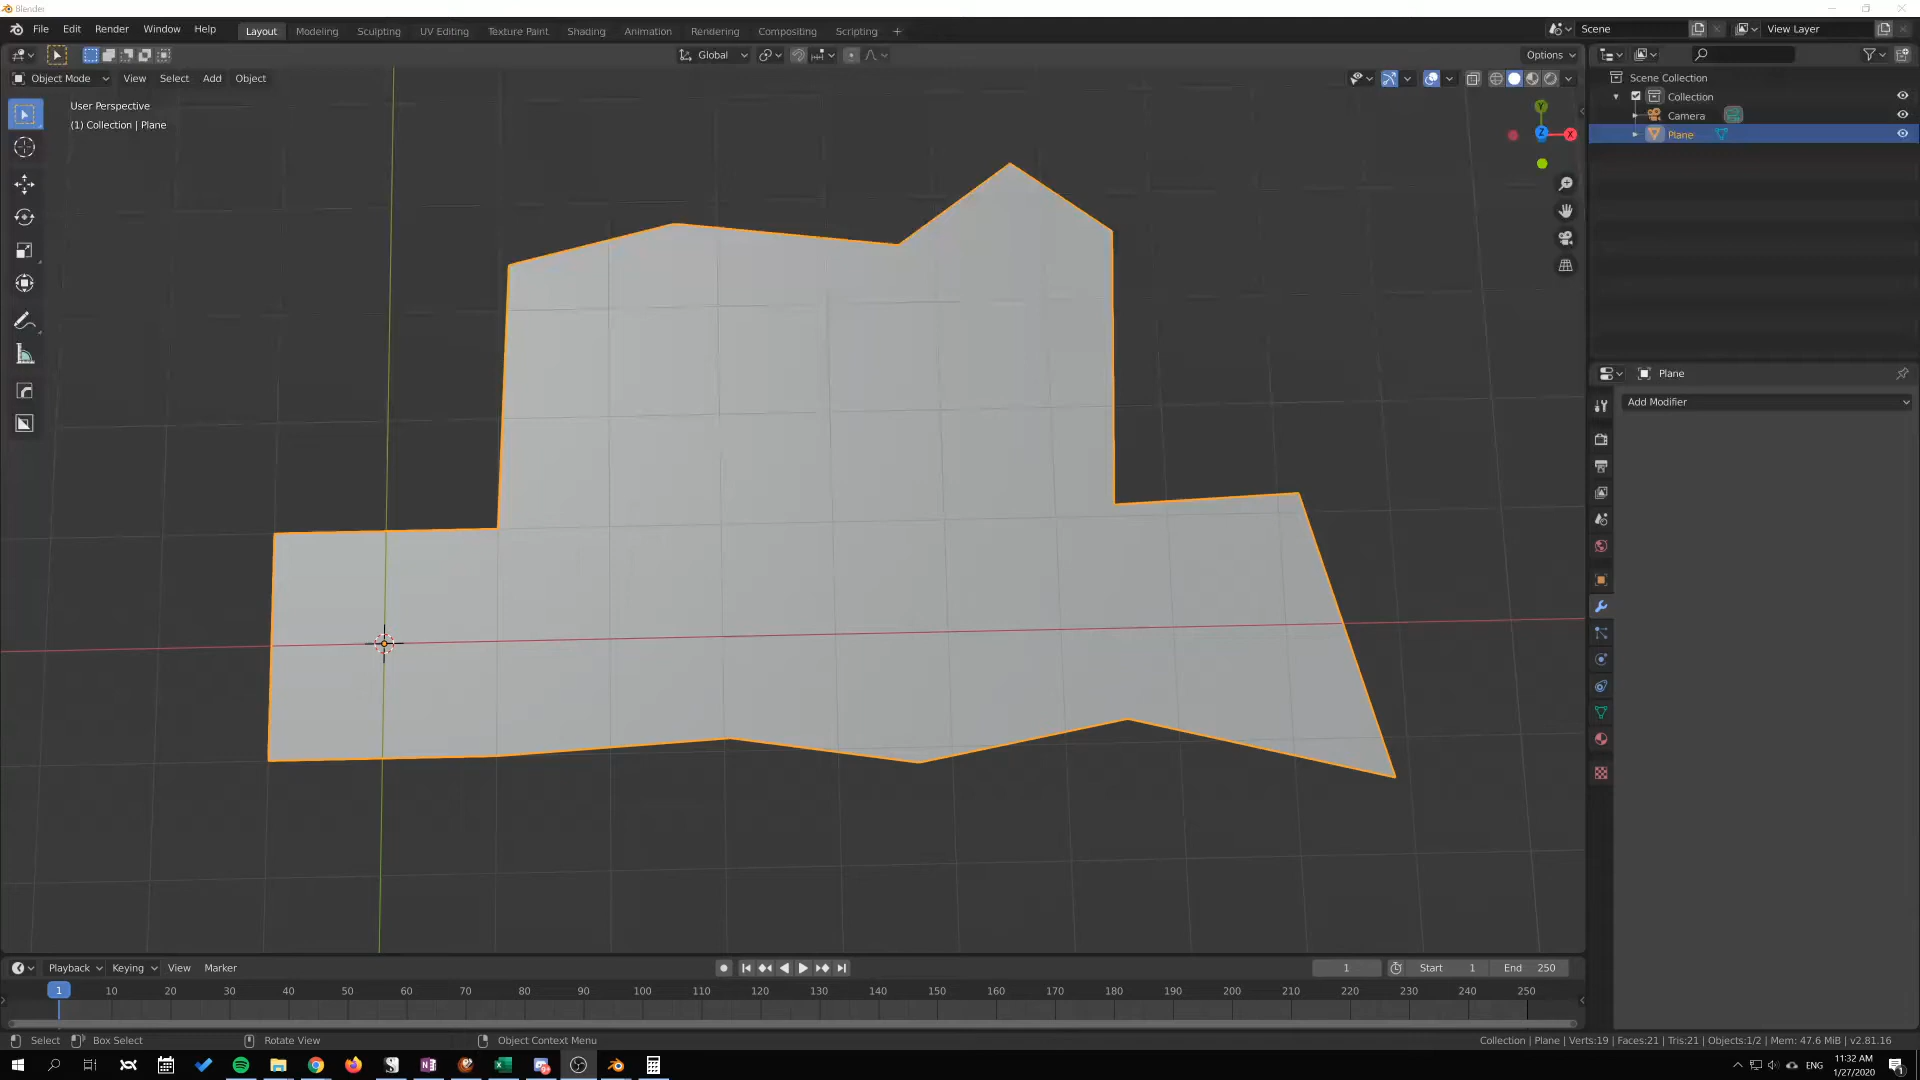 Blender
File Edit Render Window Help Layout Modeling Sculpting UV Editing Texture Paint Shading Animation Rendering Compositing Scripting + Scene View Layer
Global Options
Object Mode View Select Add Object
User Perspective
(1) Collection | Plane
Y
Z
X
Scene Collection
Collection
Camera
Plane
Plane
Add Modifier
Playback Keying View Marker 1 Start 1 End 250
1 10 20 30 40 50 60 70 80 90 100 110 120 130 140 150 160 170 180 190 200 210 220 230 240 250
Select Box Select Rotate View Object Context Menu Collection | Plane | Verts:19 | Faces:21 | Tris:21 | Objects:1/2 | Mem: 47.6 MiB | v2.81.16
ENG
11:32 AM
1/27/2020